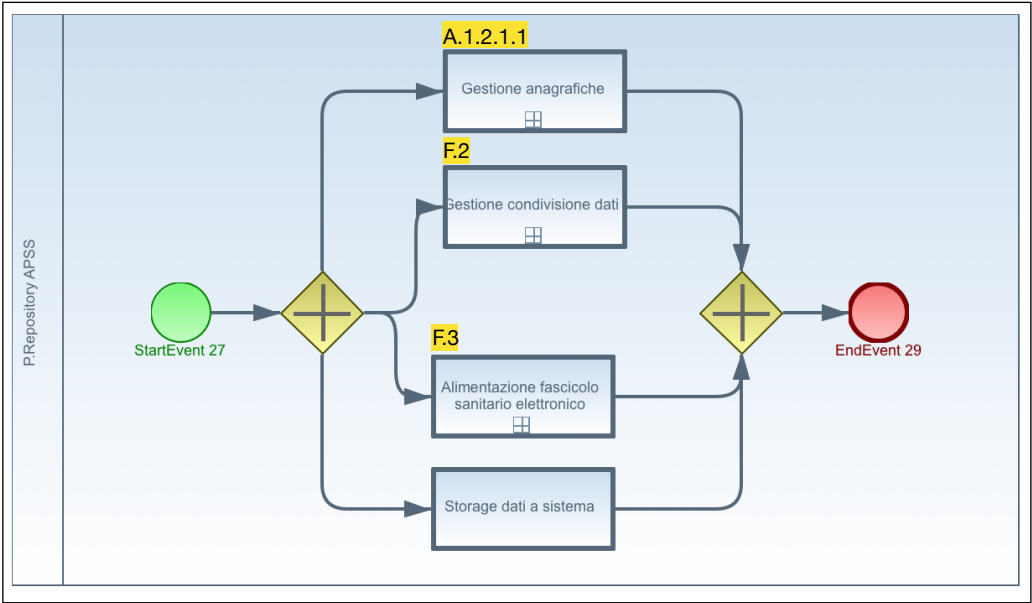 A.1.2.1.1
Gestione anagrafiche
F.2
Gestione condivisione dati
P.Repository APSS
StartEvent 27
EndEvent 29
F.3
Alimentazione fascicolo
sanitario elettronico
Storage dati a sistema